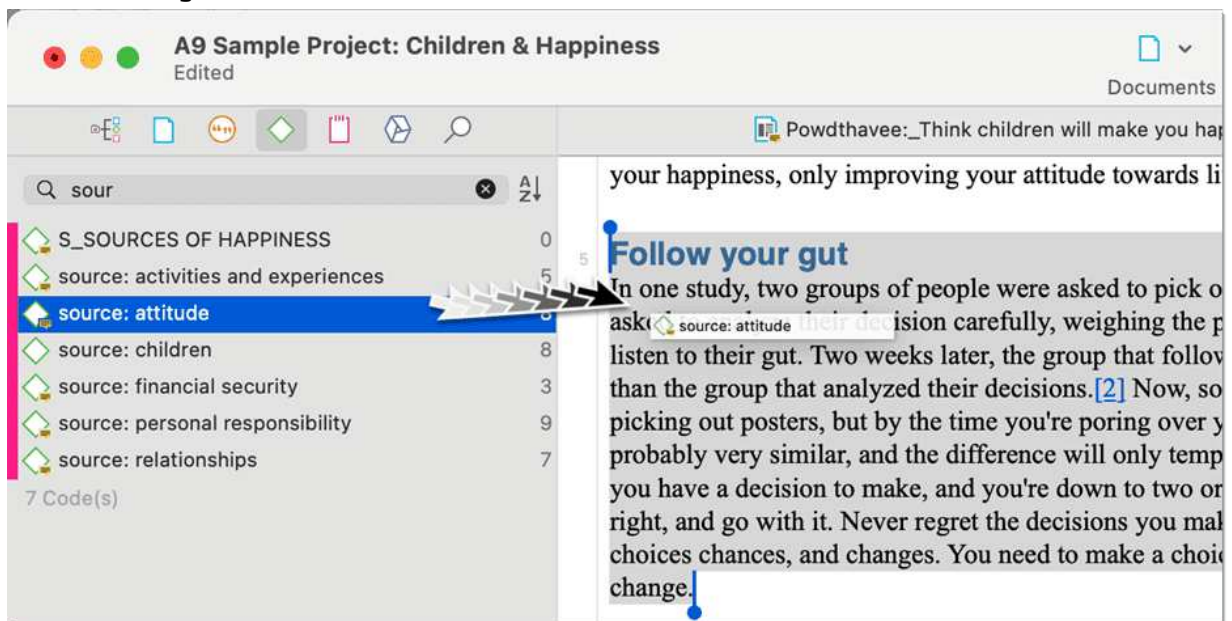 A9 Sample Project: Children & Happiness
Edited
Documents
Powdthavee:_Think children will make you hap
sour
A
Z
S_SOURCES OF HAPPINESS 0
source: activities and experiences 5
source: attitude
source: children 8
source: financial security 3
source: personal responsibility 9
source: relationships 7
7 Code(s)
your happiness, only improving your attitude towards li
5
Follow your gut
In one study, two groups of people were asked to pick o
decision carefully, weighing the p
source: attitude
listen to their gut. Two weeks later, the group that follow
than the group that analyzed their decisions.[2] Now, so
picking out posters, but by the time you're poring over y
probably very similar, and the difference will only temp
you have a decision to make, and you're down to two or
right, and go with it. Never regret the decisions you mak
choices chances, and changes. You need to make a choic
change.